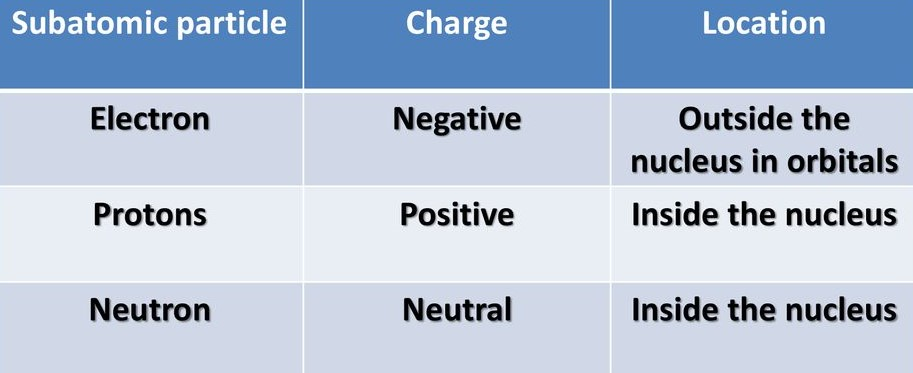 Subatomic particle Charge Location
Electron Negative Outside the
nucleus in orbitals
Protons Positive Inside the nucleus
Neutron Neutral Inside the nucleus